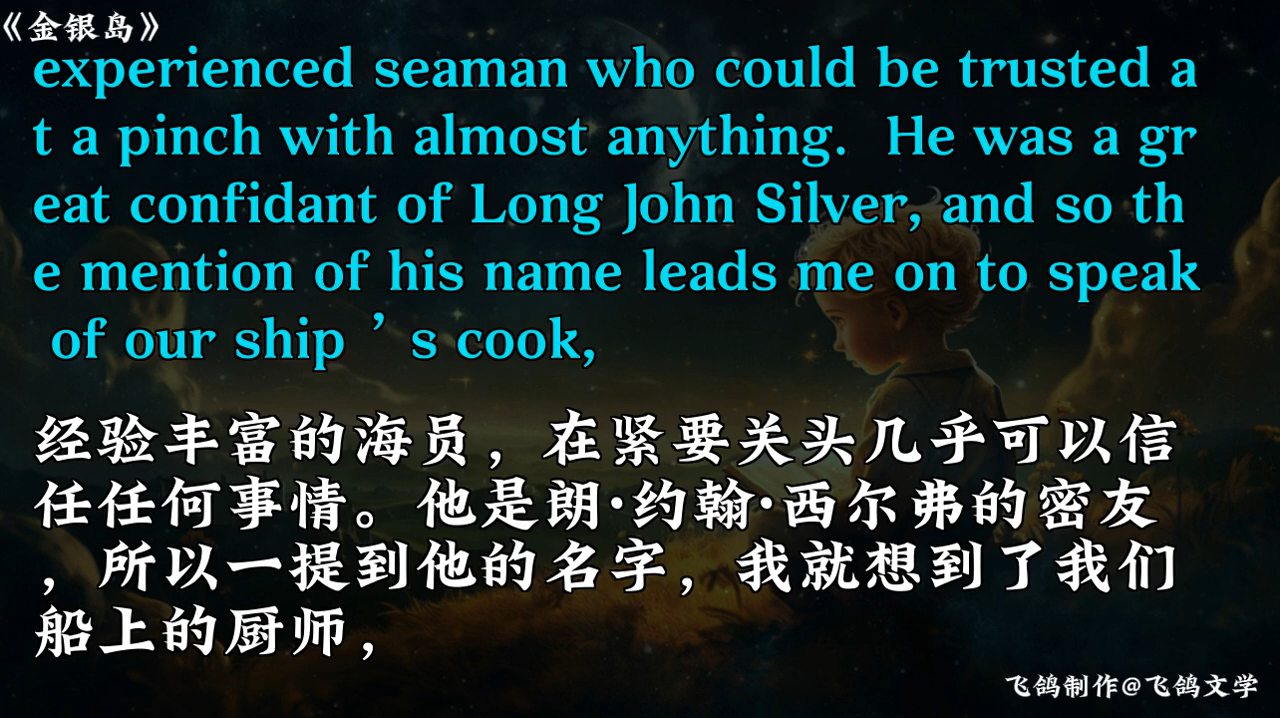 《金银岛》
experienced seaman who could be trusted a
t a pinch with almost anything.  He was a gr
eat confidant of Long John Silver, and so th
e mention of his name leads me on to speak
of our ship ’ s cook,
经验丰富的海员，在紧要关头几乎可以信
任任何事情。他是朗·约翰·西尔弗的密友
，所以一提到他的名字，我就想到了我们
船上的厨师，
飞鸽制作@飞鸽文学